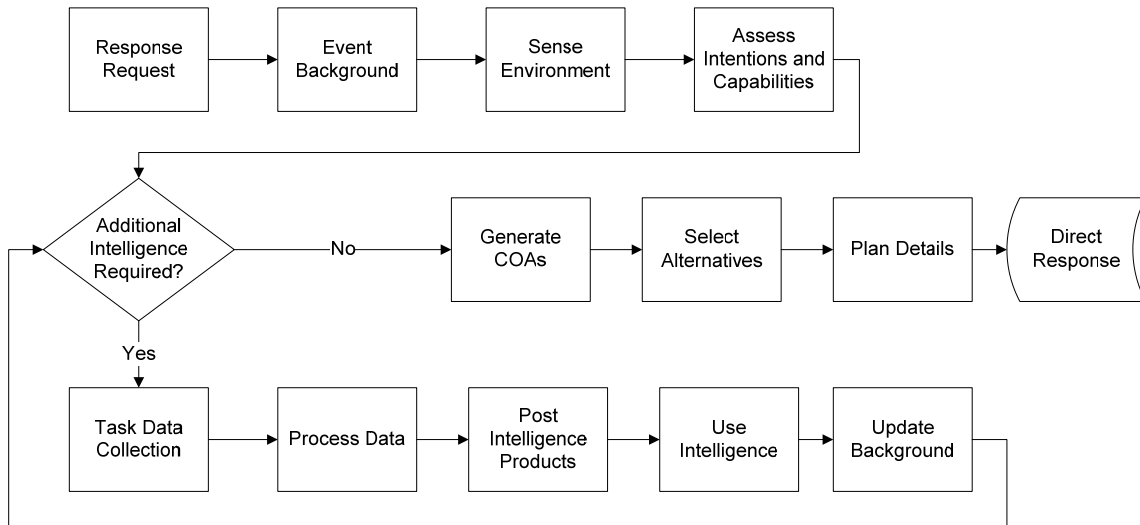 Response
Request
Event
Background
Sense
Environment
Assess
Intentions and
Capabilities
Additional
Intelligence
Required?
No
Generate
COAs
Select
Alternatives
Plan Details
Direct
Response
Yes
Task Data
Collection
Process Data
Post
Intelligence
Products
Use
Intelligence
Update
Background